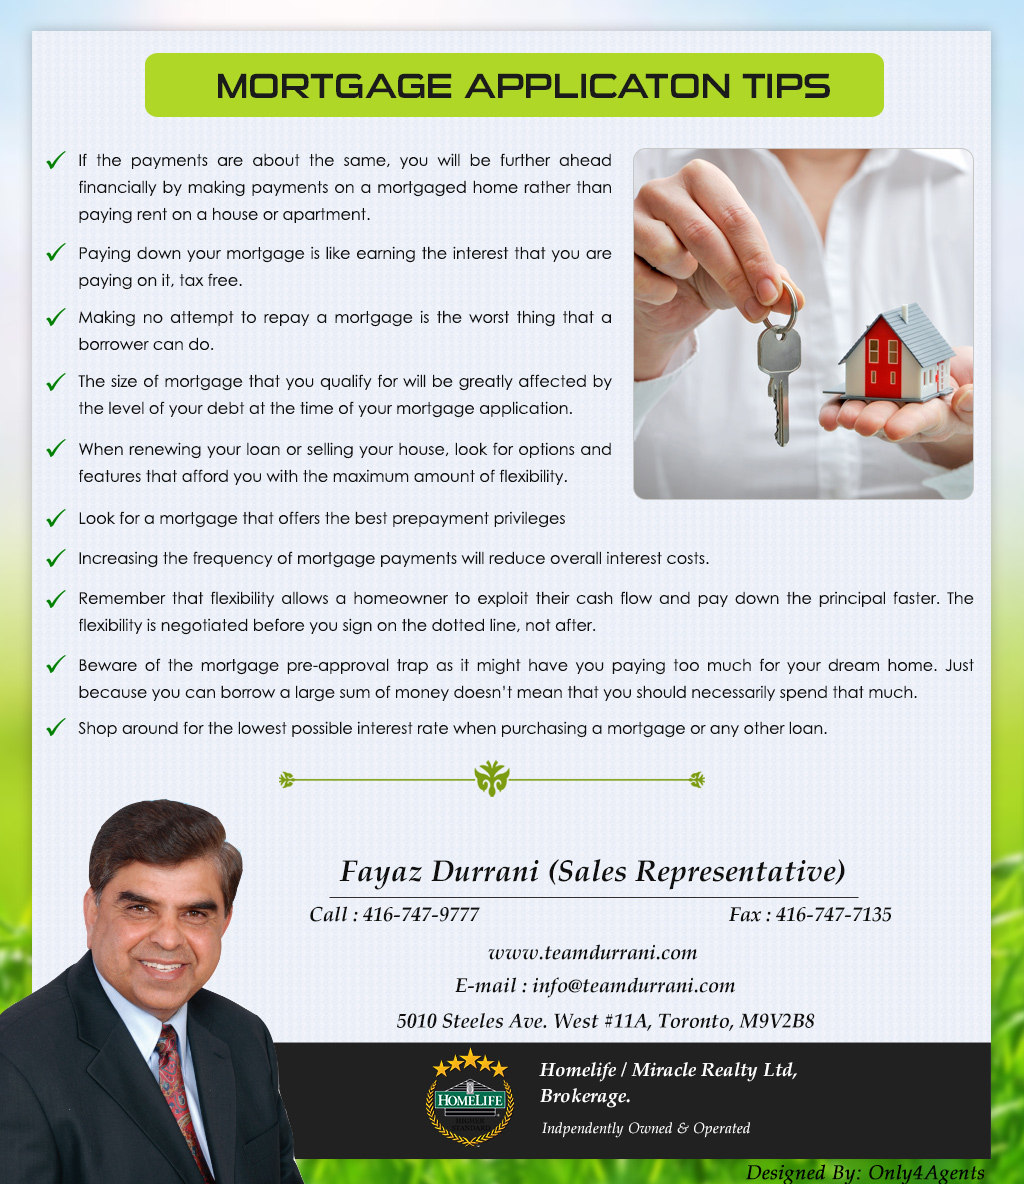 MORTGAGE APPLICATON TIPS
If the payments are about the same, you will be further ahead
financially by making payments on a mortgaged home rather than
paying rent on a house or apartment.
Paying down your mortgage is like earning the interest that you are
paying on it, tax free.
Making no attempt to repay a mortgage is the worst thing that a
borrower can do.
The size of mortgage that you qualify for will be greatly affected by
the level of your debt at the time of your mortgage application.
When renewing your loan or selling your house, look for options and
features that afford you with the maximum amount of flexibility.
Look for a mortgage that offers the best prepayment privileges
Increasing the frequency of mortgage payments will reduce overall interest costs.
Remember that flexibility allows a homeowner to exploit their cash flow and pay down the principal faster. The
flexibility is negotiated before you sign on the dotted line, not after.
Beware of the mortgage pre-approval trap as it might have you paying too much for your dream home. Just
because you can borrow a large sum of money doesn't mean that you should necessarily spend that much.
Shop around for the lowest possible interest rate when purchasing a mortgage or any other loan.
Fayaz Durrani (Sales Representative)
Call : 416-747-9777 Fax : 416-747-7135
www.teamdurrani.com
E-mail : info@teamdurrani.com
5010 Steeles Ave. West #11A, Toronto, M9V2B8
HOMELIFE
HIGHER
STANDARDS
Homelife / Miracle Realty Ltd,
Brokerage.
Indpendently Owned & Operated
Designed By: Only4Agents